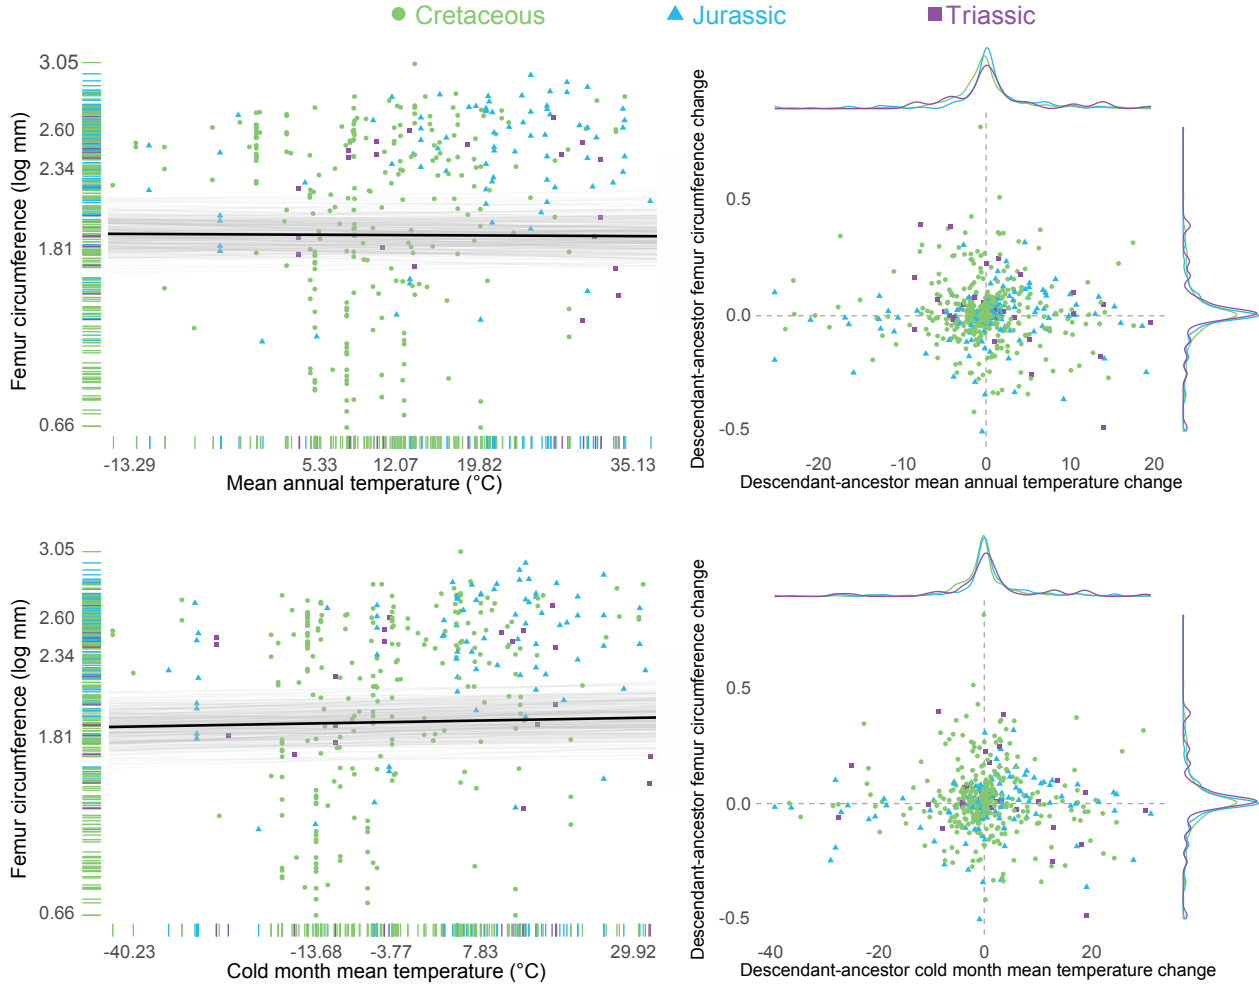 Cretaceous Jurassic Triassic
Femur circumference (log mm)
3.05
2.60
2.34
1.81
0.66
-13.29 5.33 12.07 19.82 35.13
Mean annual temperature (°C)
Descendant-ancestor femur circumference change
0.5
0.0
-0.5
-20 -10 0 10 20
Descendant-ancestor mean annual temperature change
Femur circumference (log mm)
3.05
2.60
2.34
1.81
0.66
-40.23 -13.68 -3.77 7.83 29.92
Cold month mean temperature (°C)
Descendant-ancestor femur circumference change
0.5
0.0
-0.5
-40 -20 0 20
Descendant-ancestor cold month mean temperature change